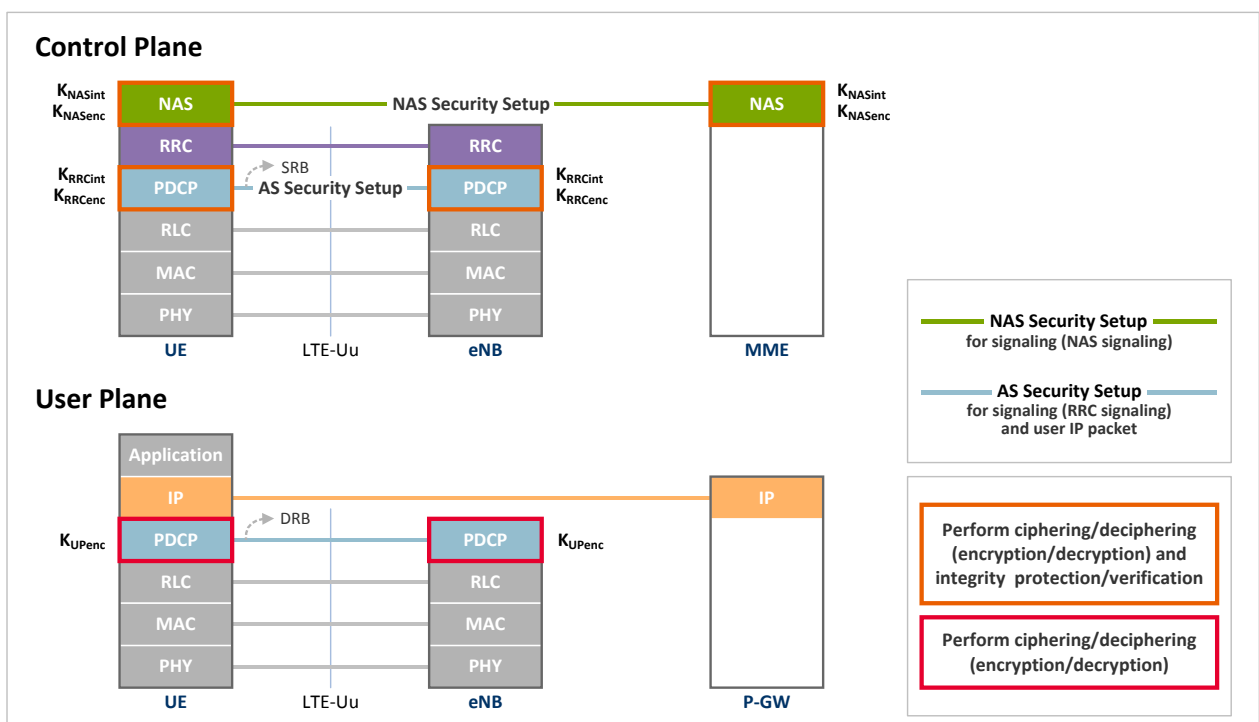 Control Plane
KNASint
KNASenc
NAS
NAS Security Setup
NAS
KNASint
KNASenc
RRC
RRC
SRB
KRRCint
KRRCenc
PDCP
AS Security Setup
PDCP
KRRCint
KRRCenc
RLC
RLC
MAC
MAC
PHY
PHY
UE
LTE-Uu
eNB
MME
NAS Security Setup
for signaling (NAS signaling)
AS Security Setup
for signaling (RRC signaling)
and user IP packet
User Plane
Application
IP
IP
DRB
KUPenc
PDCP
PDCP
KUPenc
RLC
RLC
MAC
MAC
PHY
PHY
UE
LTE-Uu
eNB
P-GW
Perform ciphering/deciphering
(encryption/decryption) and
integrity protection/verification
Perform ciphering/deciphering
(encryption/decryption)